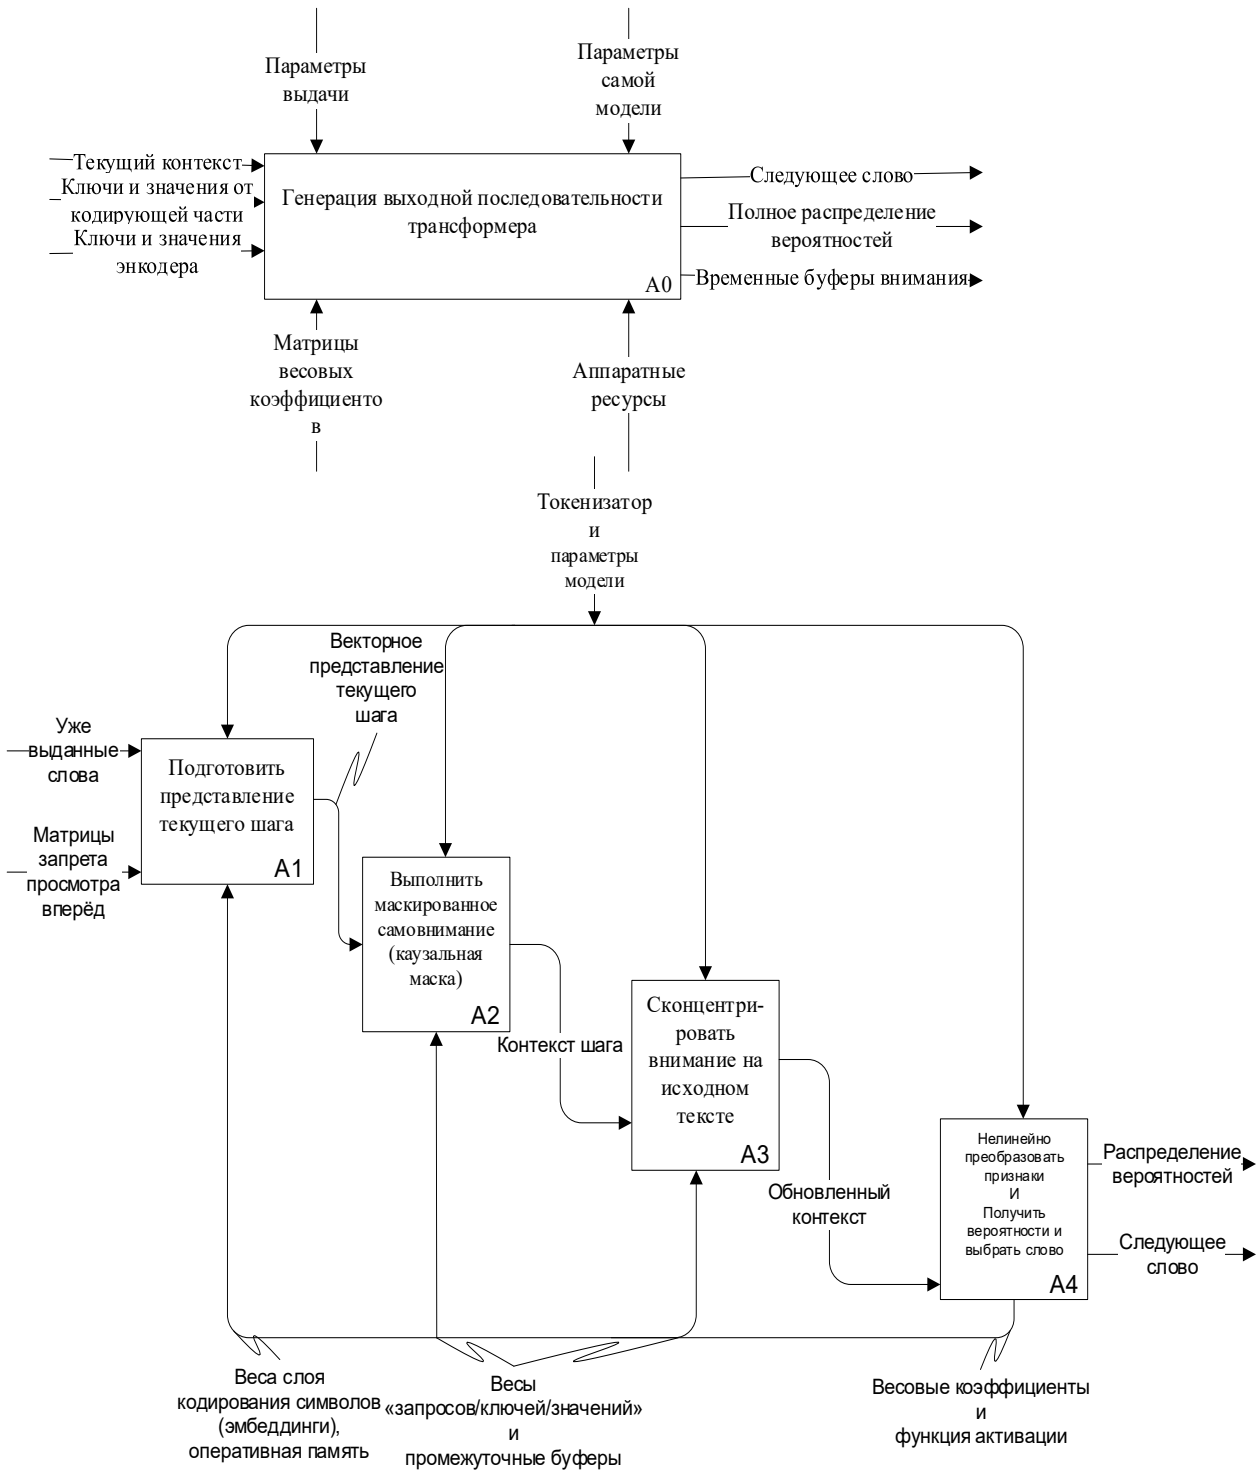 Параметры
выдачи
Параметры
самой
модели
Текущий контекст
Ключи и значения от
кодирующей части
Ключи и значения
энкодера
Генерация выходной последовательности
трансформера
A0
Следующее слово
Полное распределение
вероятностей
Временные буферы внимания
Матрицы
весовых
коэффициенто
в
Аппаратные
ресурсы
Токенизатор
и
параметры
модели
Векторное
представление
текущего
шага
Уже
выданные
слова
Матрицы
запрета
просмотра
вперёд
Подготовить
представление
текущего шага
A1
Выполнить
маскированное
самовнимание
(каузальная
маска)
A2
Контекст шага
Сконцентри-
ровать
внимание на
исходном
тексте
A3
Обновленный
контекст
Нелинейно
преобразовать
признаки
И
Получить
вероятности и
выбрать слово
A4
Распределение
вероятностей
Следующее
слово
Веса слоя
кодирования символов
(эмбеддинги),
оперативная память
Весы
«запросов/ключей/значений»
и
промежуточные буферы
Весовые коэффициенты
и
функция активации